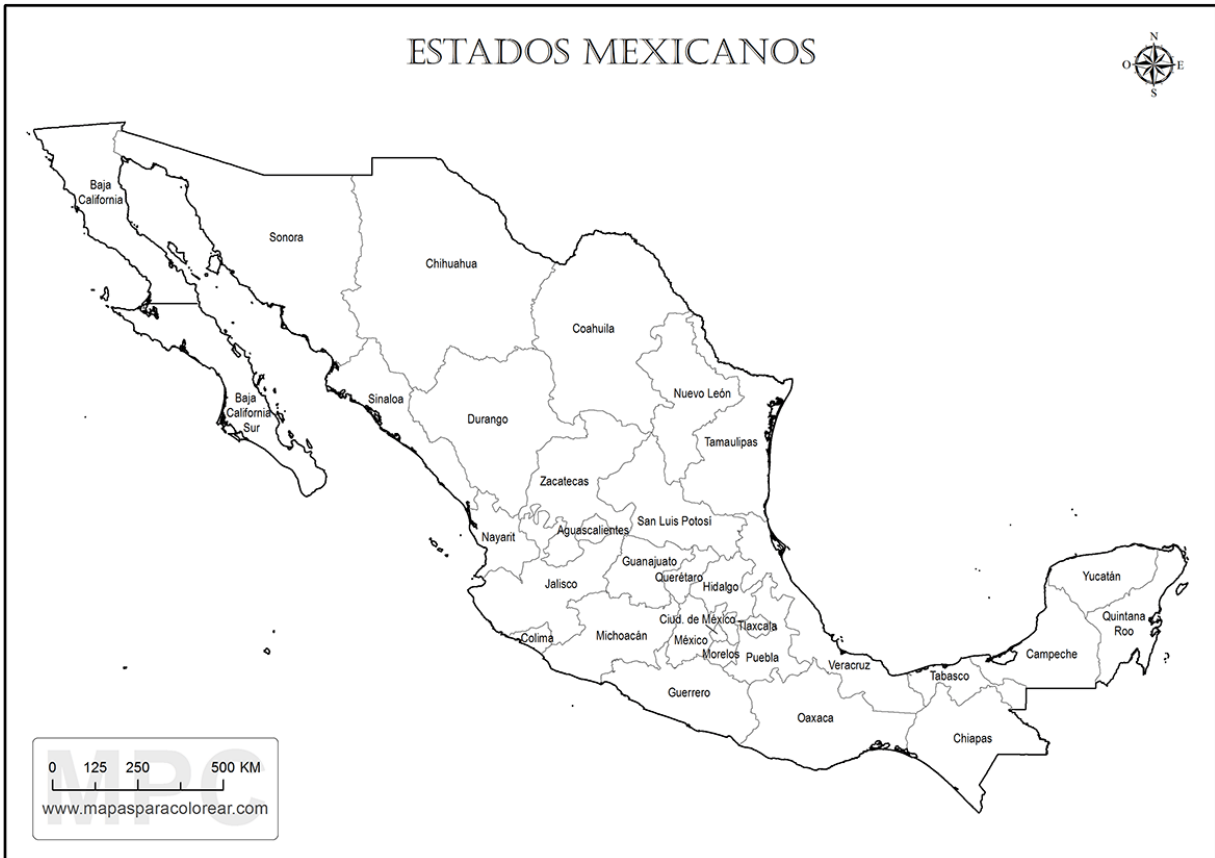 ESTADOS MEXICANOS
N
O
E
S
Baja
California
Sonora
Chihuahua
Coahuila
Nuevo León
Sinaloa
Baja
California
Sur
Durango
Tamaulipas
Zacatecas
San Luis Potosí
Aguascalientes
Nayarit
Guanajuato
Querétaro
Hidalgo
Jalisco
Yucatán
Quintana
Roo
Ciud. de México
Tlaxcala
Colima
Michoacán
México
Morelos
Puebla
Veracruz
Campeche
Tabasco
Guerrero
Oaxaca
Chiapas
MPC
0 125 250 500 KM
www.mapasparacolorear.com